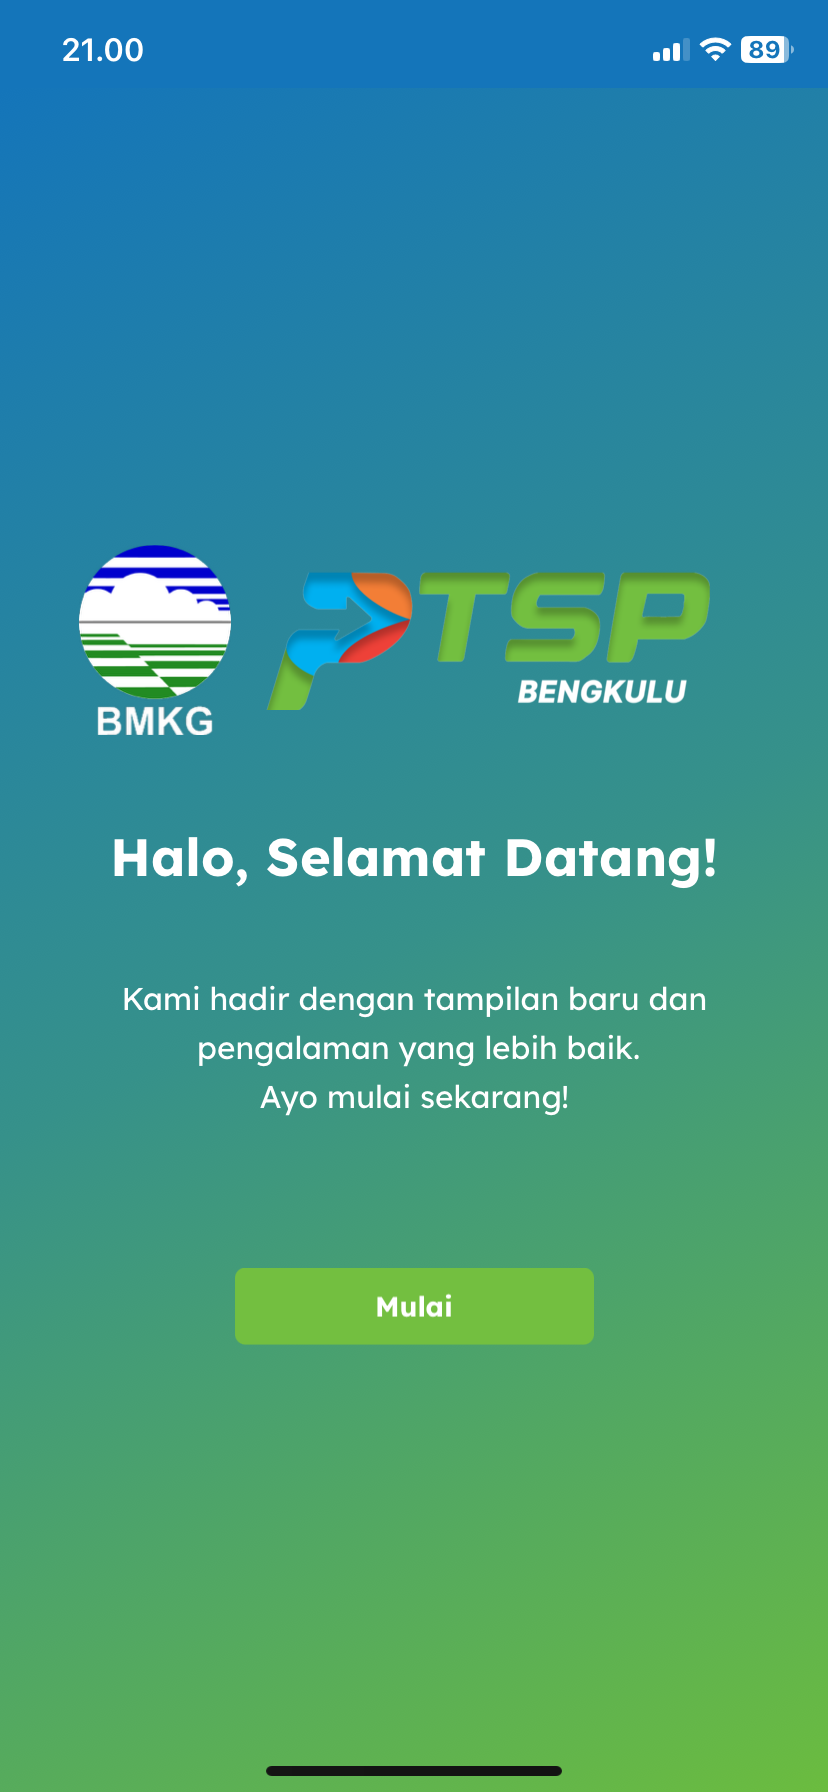 21.00
89
BMKG
PTSP
BENGKULU
Halo, Selamat Datang!
Kami hadir dengan tampilan baru dan
pengalaman yang lebih baik.
Ayo mulai sekarang!
Mulai